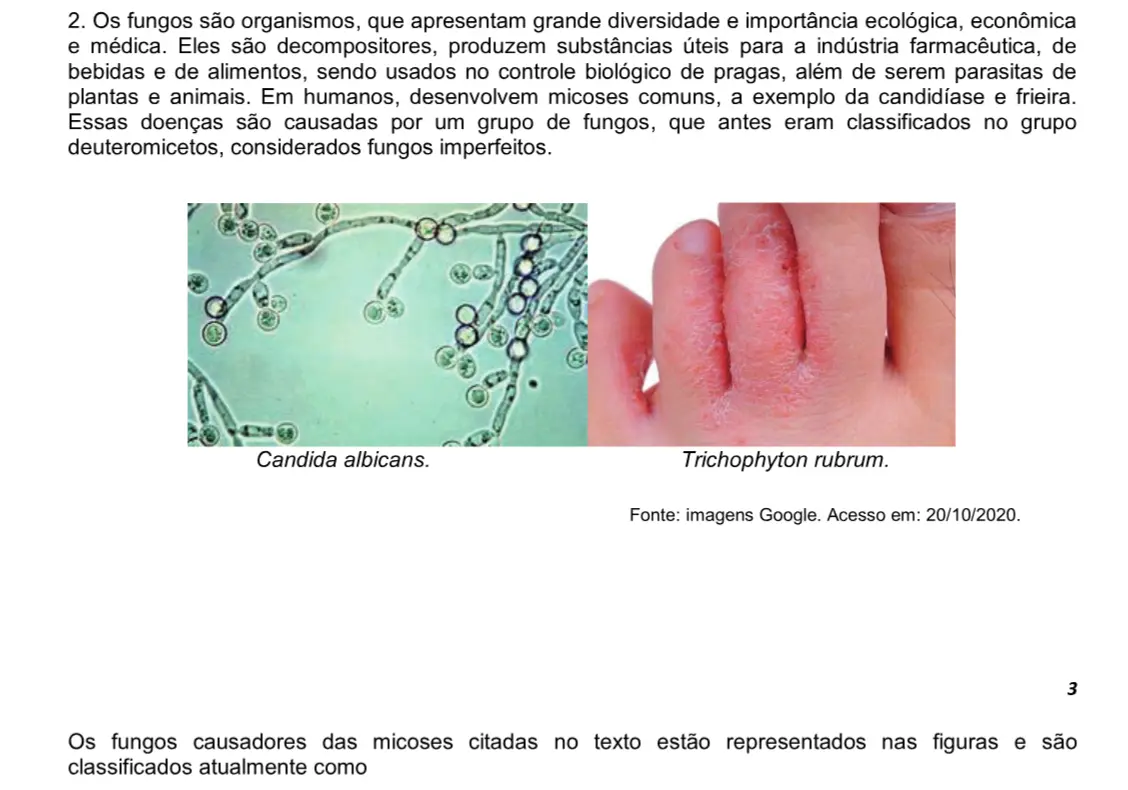 2. Os fungos são organismos, que apresentam grande diversidade e importância ecológica, econômica
e médica. Eles são decompositores, produzem substâncias úteis para a indústria farmacêutica, de
bebidas e de alimentos, sendo usados no controle biológico de pragas, além de serem parasitas de
plantas e animais. Em humanos, desenvolvem micoses comuns, a exemplo da candidíase e frieira.
Essas doenças são causadas por um grupo de fungos, que antes eram classificados no grupo
deuteromicetos, considerados fungos imperfeitos.
Candida albicans. Trichophyton rubrum.
Fonte: imagens Google. Acesso em: 20/10/2020.
3
Os fungos causadores das micoses citadas no texto estão representados nas figuras e são
classificados atualmente como